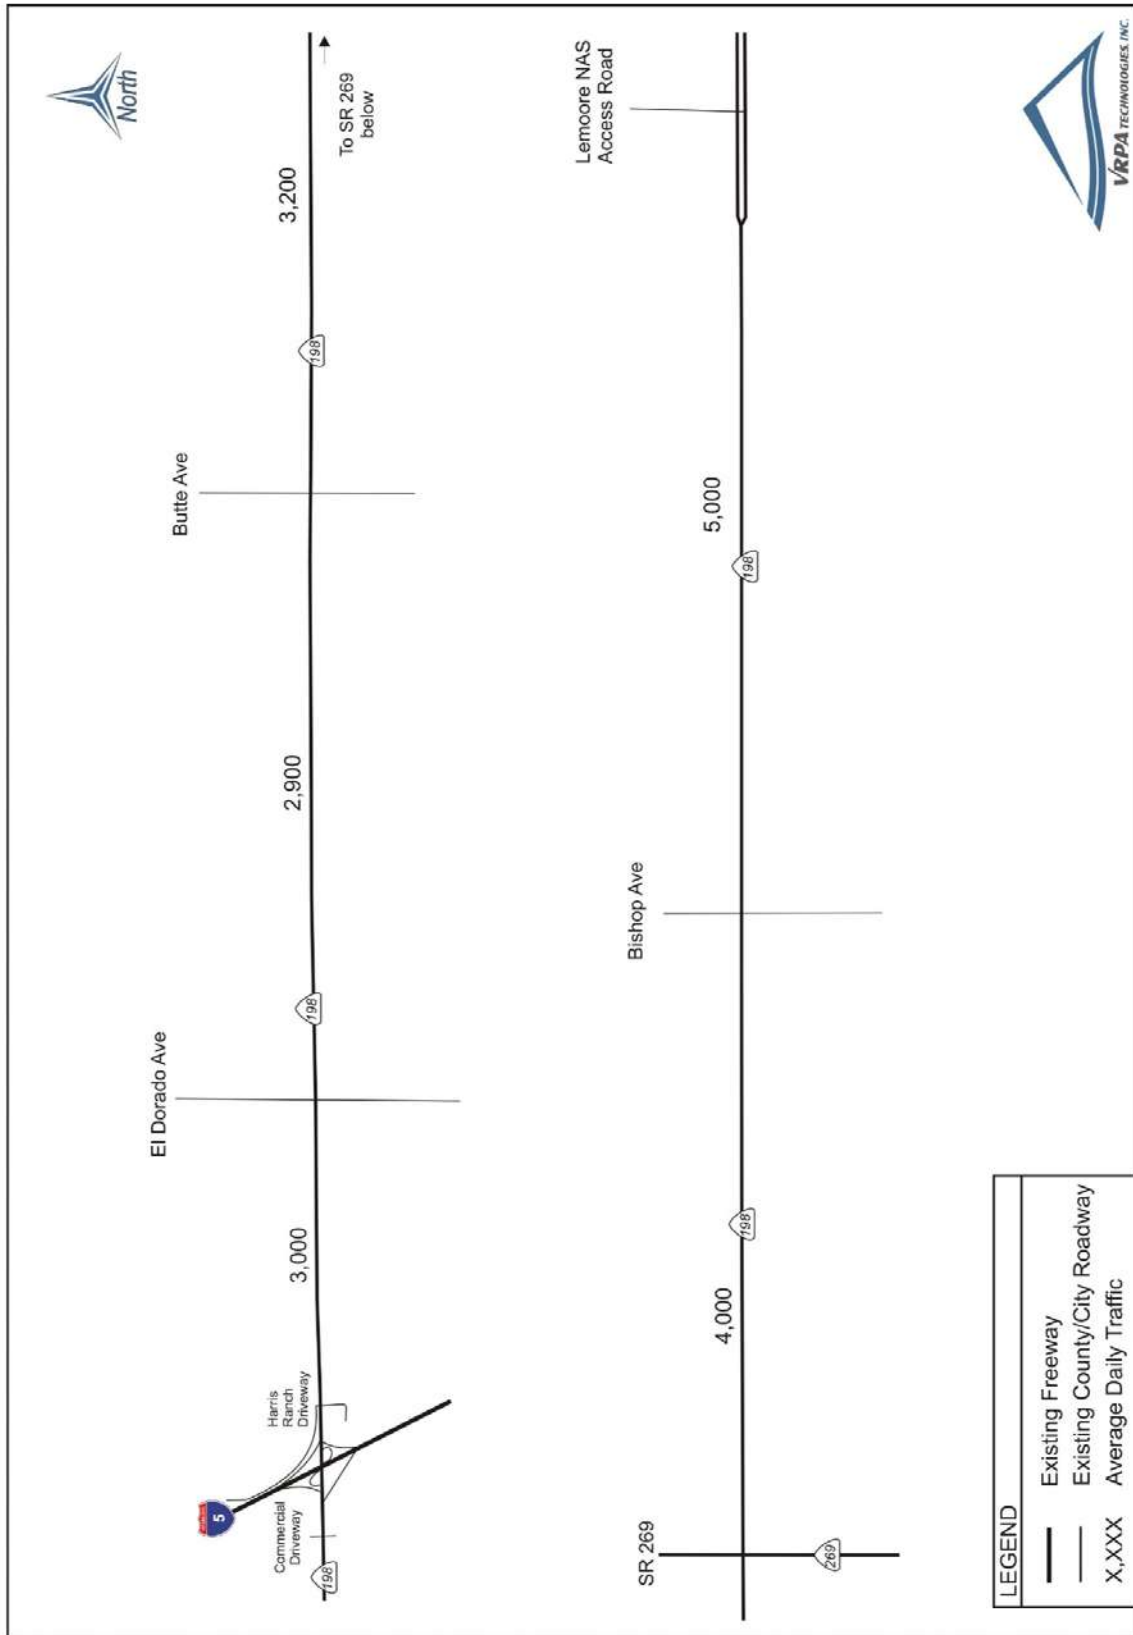 North
Butte Ave
El Dorado Ave
3,200
To SR 269
below
198
2,900
198
3,000
Harris
Ranch
Driveway
5
Commercial
Driveway
198
Lemoore NAS
Access Road
5,000
198
Bishop Ave
198
4,000
SR 269
269
LEGEND
Existing Freeway
Existing County/City Roadway
X,XXX Average Daily Traffic
VRPA TECHNOLOGIES, INC.